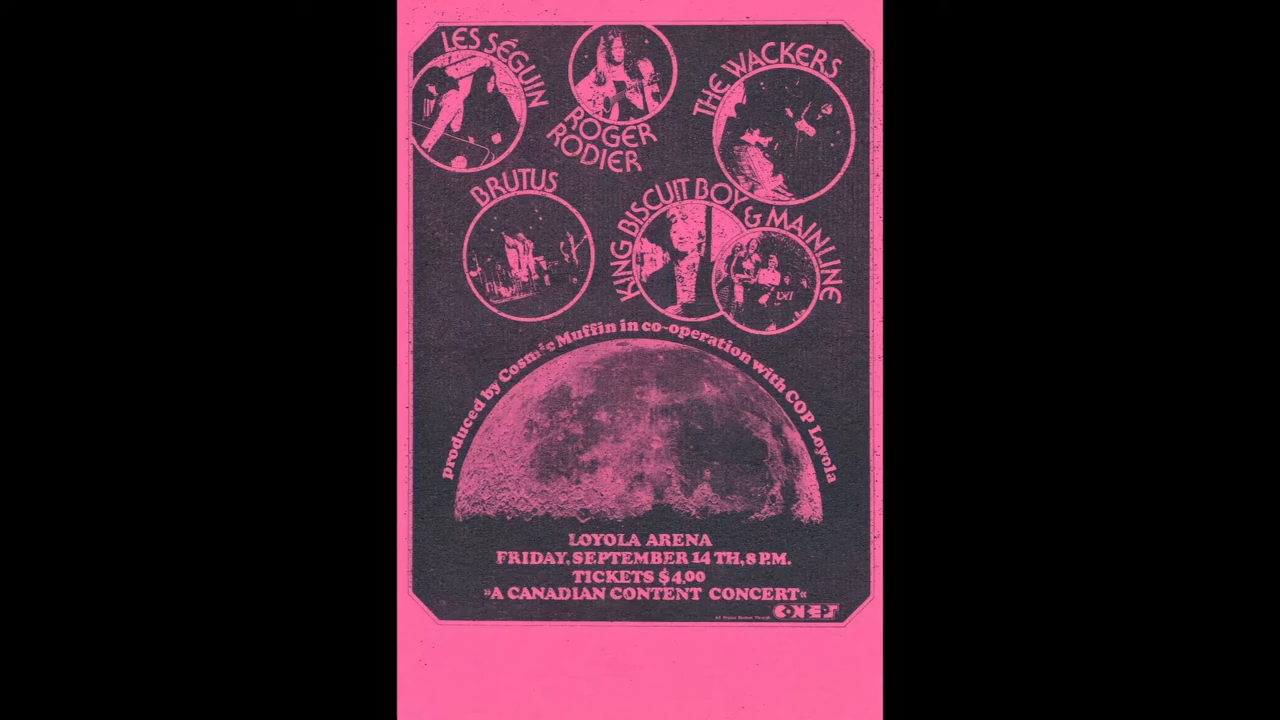 LES SÉGUIN
ROGER
RODIER
THE WACKERS
BRUTUS
KING BISCUIT BOY & MAINLINE
produced by Cosmic Muffin in co-operation with COP Loyola
LOYOLA ARENA
FRIDAY, SEPTEMBER 14 TH, 8 P.M.
TICKETS $4.00
»A CANADIAN CONTENT CONCERT«